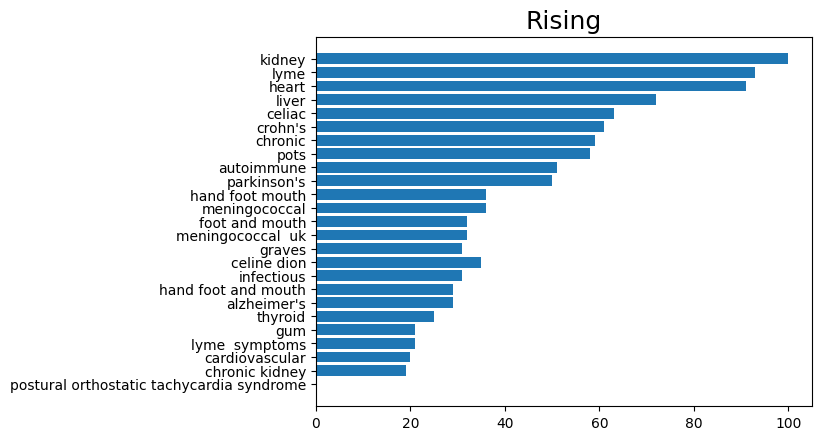 Rising
kidney
lyme
heart
liver
celiac
crohn's
chronic
pots
autoimmune
parkinson's
hand foot mouth
meningococcal
foot and mouth
meningococcal  uk
graves
celine dion
infectious
hand foot and mouth
alzheimer's
thyroid
gum
lyme  symptoms
cardiovascular
chronic kidney
postural orthostatic tachycardia syndrome
0 20 40 60 80 100